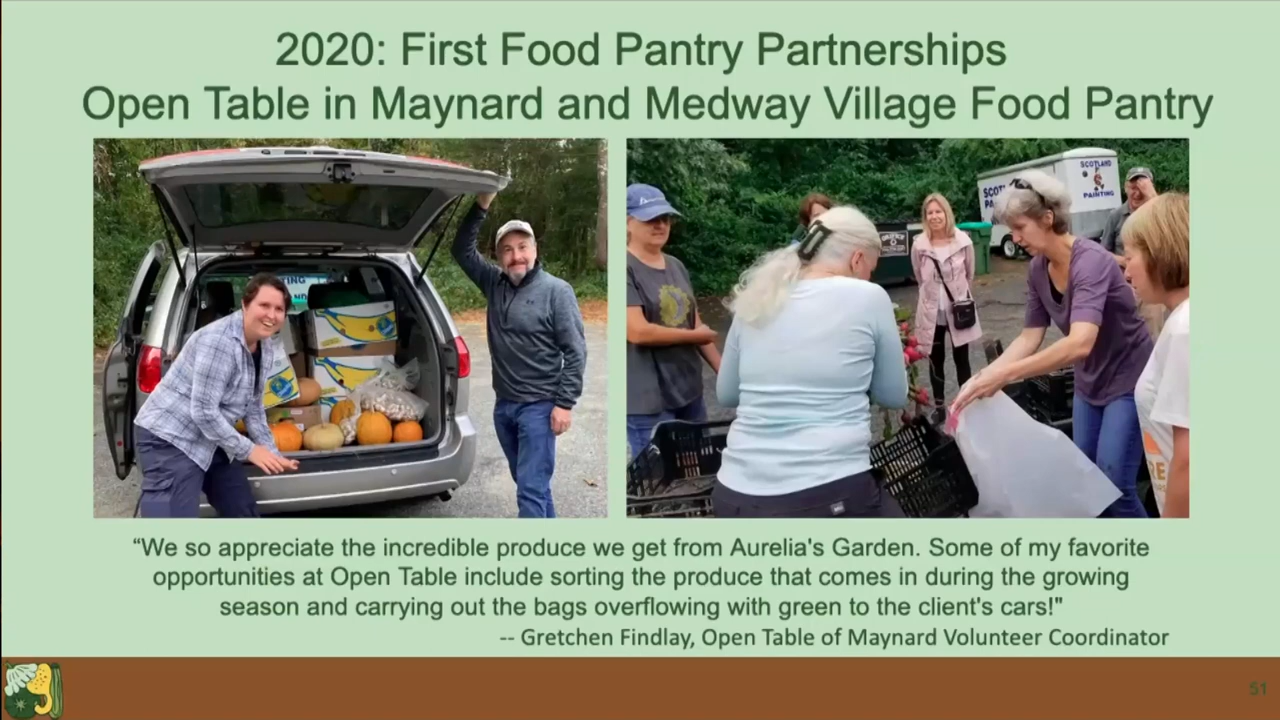 2020: First Food Pantry Partnerships
Open Table in Maynard and Medway Village Food Pantry
SCOTLAND
PAINTING
“We so appreciate the incredible produce we get from Aurelia's Garden. Some of my favorite
opportunities at Open Table include sorting the produce that comes in during the growing
season and carrying out the bags overflowing with green to the client's cars!"
-- Gretchen Findlay, Open Table of Maynard Volunteer Coordinator
51